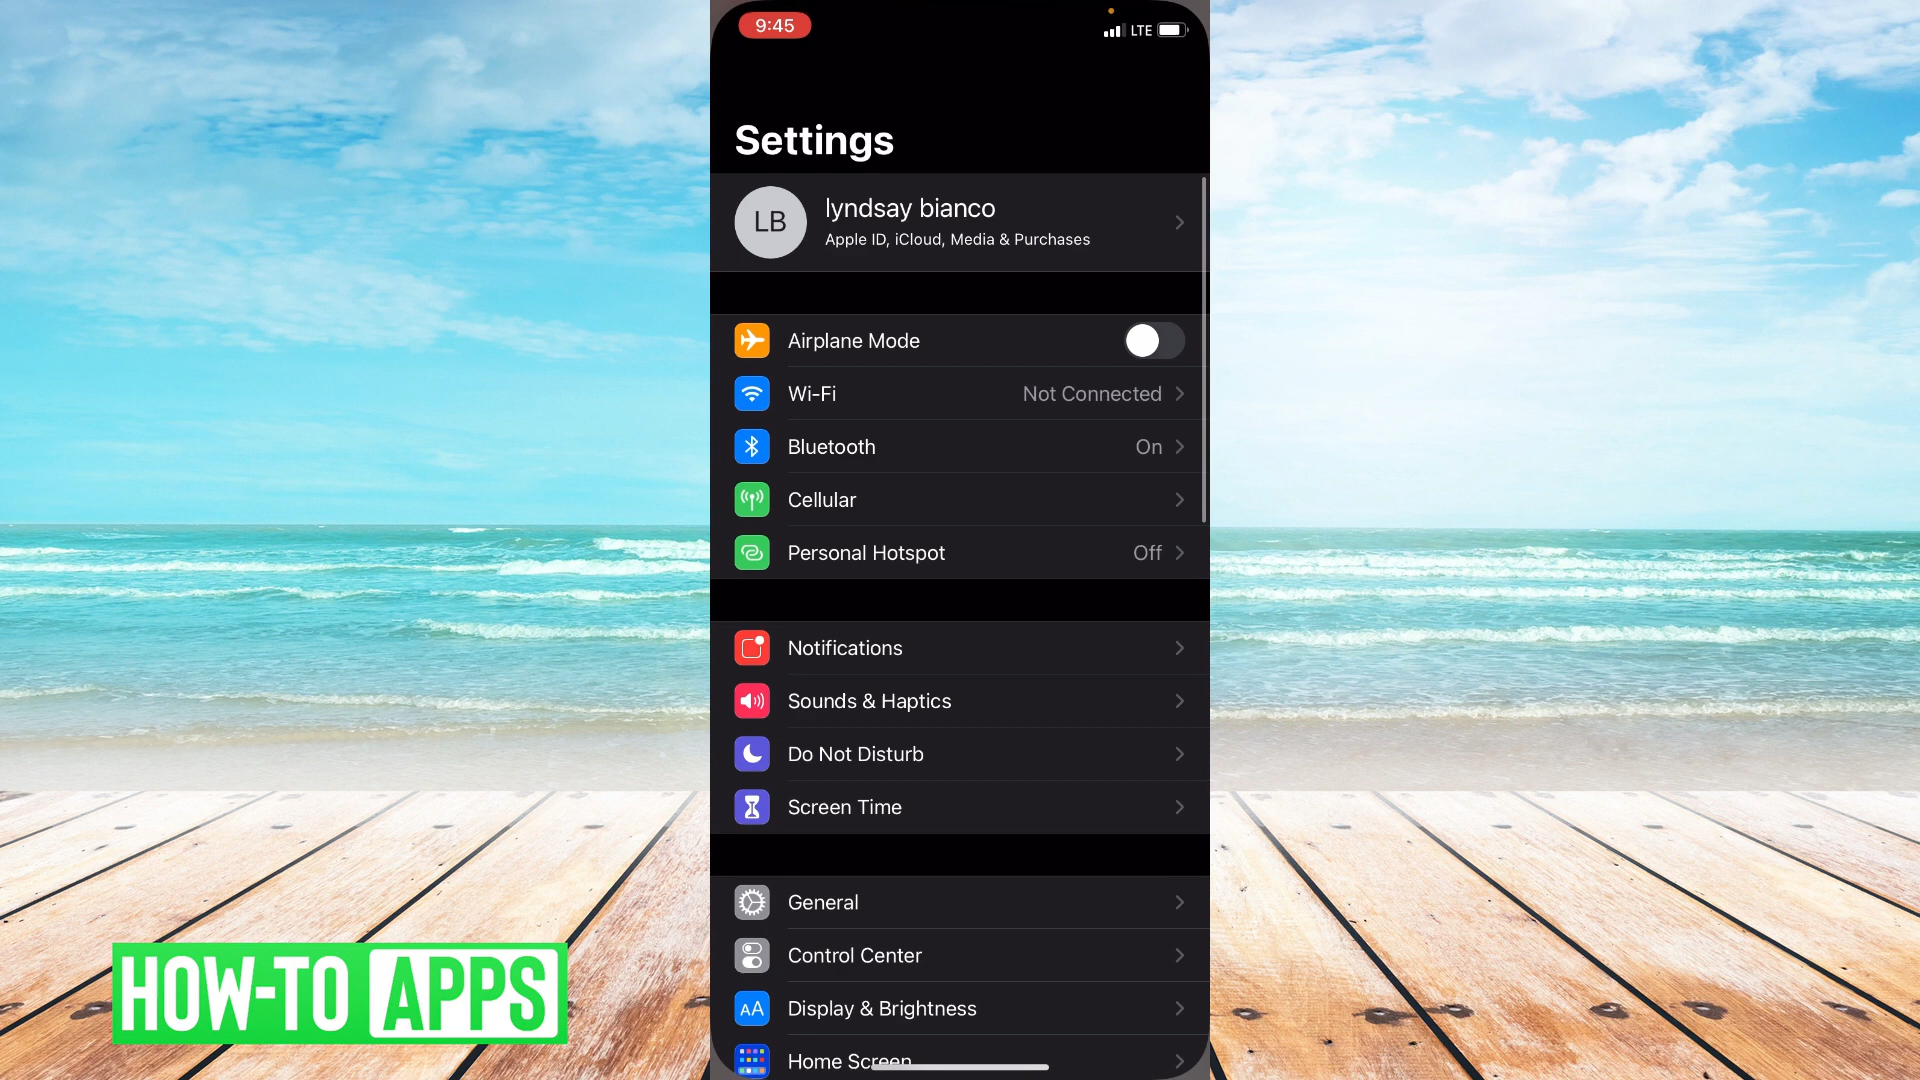 9:45
LTE
Settings
LB
lyndsay bianco
Apple ID, iCloud, Media & Purchases
Airplane Mode
Wi-Fi Not Connected
Bluetooth On
Cellular
Personal Hotspot Off
Notifications
Sounds & Haptics
Do Not Disturb
Screen Time
General
Control Center
AA Display & Brightness
Home Screen
HOW-TO APPS